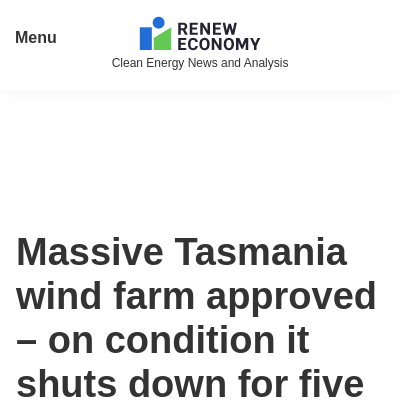 Menu
RENEW
ECONOMY
Clean Energy News and Analysis
Massive Tasmania
wind farm approved
– on condition it
shuts down for five